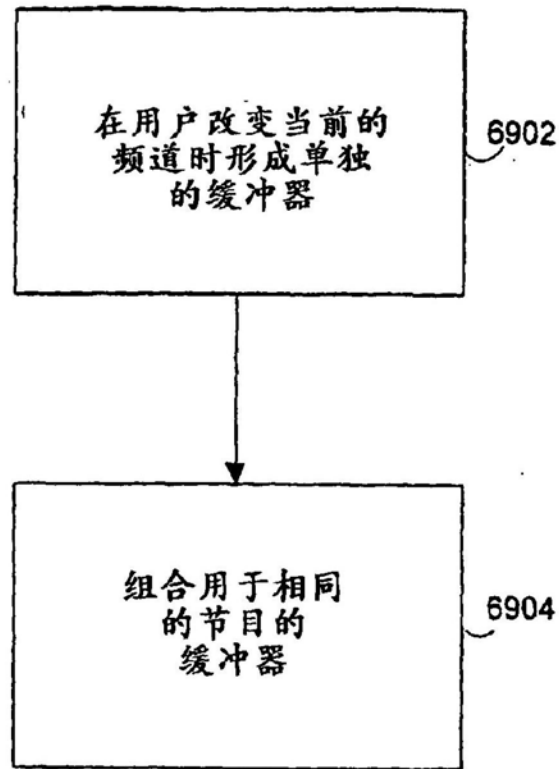 在用户改变当前的
频道时形成单独
的缓冲器
6902
组合用于相同
的节目的
缓冲器
6904